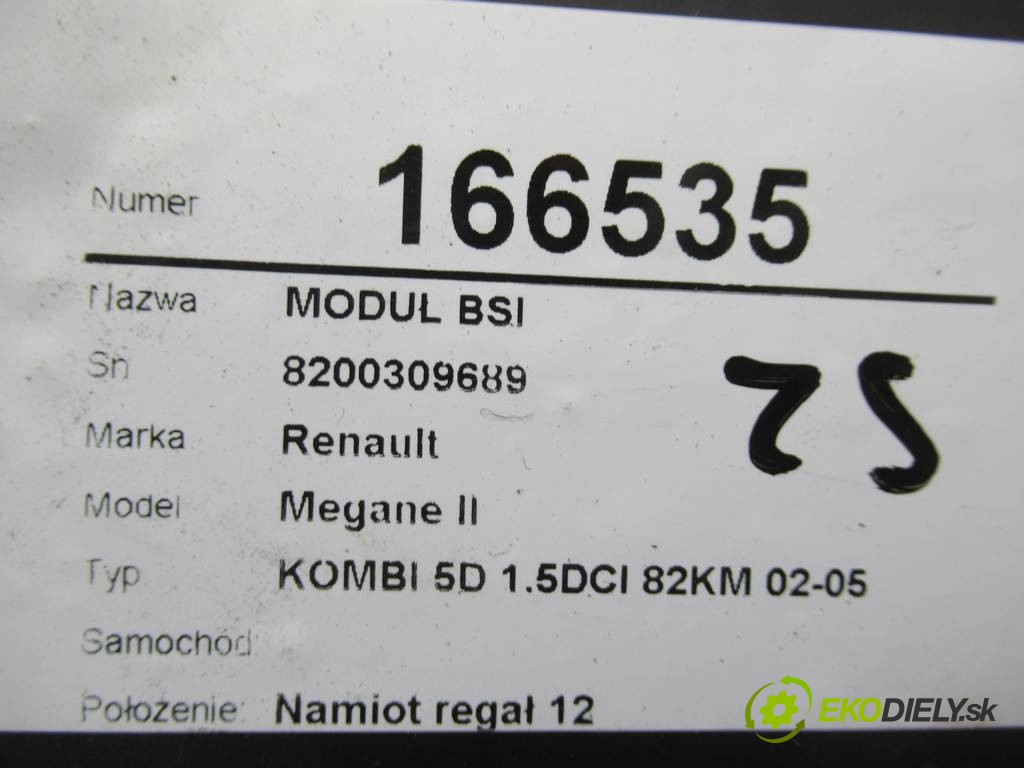 Numer 166535
Nazwa MODUŁ BSI
Sn 8200309689
Marka Renault
Model Megane II
Typ KOMBI 5D 1.5DCI 82KM 02-05
Samochód:
Położenie: Namiot regał 12
EKODIELY.sk